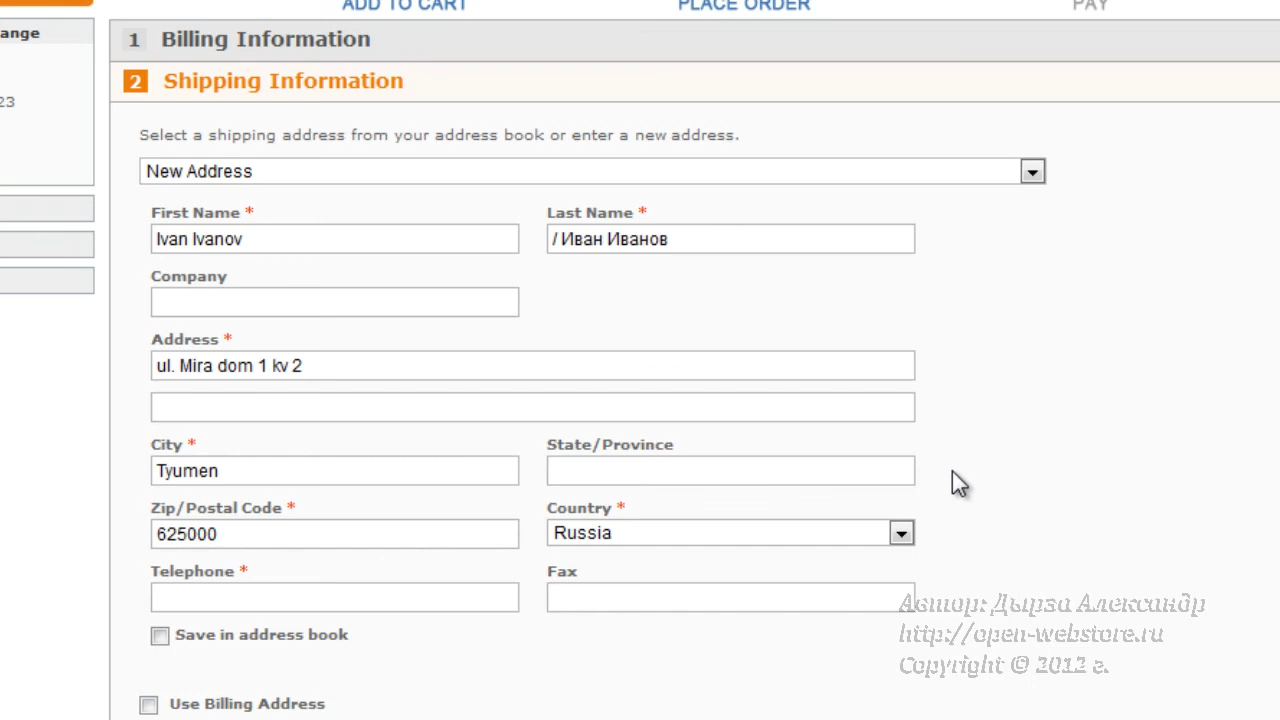 ADD TO CART PLACE ORDER PAY
ange
1 Billing Information
2 Shipping Information
23
Select a shipping address from your address book or enter a new address.
New Address
First Name * Last Name *
Ivan Ivanov / Иван Иванов
Company
Address *
ul. Mira dom 1 kv 2
City * State/Province
Tyumen
Zip/Postal Code * Country *
625000 Russia
Telephone * Fax
Автор: Дырза Александр
Save in address book
http://open-webstore.ru
Copyright © 2012 г.
Use Billing Address